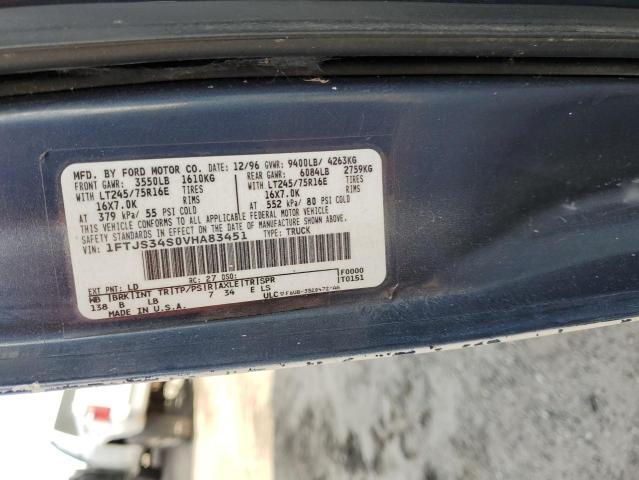 MFD. BY FORD MOTOR CO. 12/96 GVWR: 9400LB/ 4263KG
FRONT GAWR: 3550LB 1610KG REAR GAWR: 6084LB 2759KG
WITH LT245/75R16E TIRES WITH LT245/75R16E TIRES
16X7.0K RIMS 16X7.0K RIMS
AT 379 kPa/ 55 PSI COLD AT 552 kPa/ 80 PSI COLD
THIS VEHICLE CONFORMS TO ALL APPLICABLE FEDERAL MOTOR VEHICLE
SAFETY STANDARDS IN EFFECT ON THE DATE OF MANUFACTURE SHOWN ABOVE.
VIN: 1FTJS34S0VHA83451 TYPE: TRUCK
F0000
T0151
EXT PNT: LD RC: 27 DSO:
WB |BRK|INT TR|TP/PS|R|AXLE|TR|SPR
138 B LB 7 34 E LS
MADE IN U.S.A. ULC